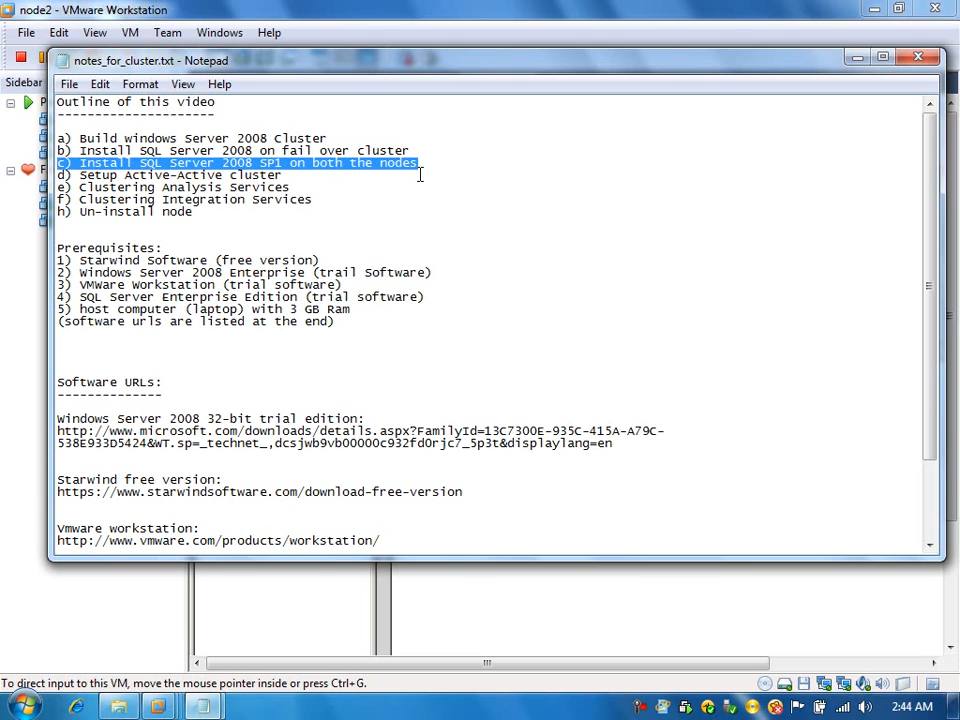 node2 - VMware Workstation
File Edit View VM Team Windows Help
notes_for_cluster.txt - Notepad
Sidebar
File Edit Format View Help
Outline of this video
---------------------
a) Build windows Server 2008 Cluster
b) Install SQL Server 2008 on fail over cluster
c) Install SQL Server 2008 SP1 on both the nodes
d) Setup Active-Active cluster
e) Clustering Analysis Services
f) Clustering Integration Services
h) Un-install node
Prerequisites:
1) Starwind Software (free version)
2) Windows Server 2008 Enterprise (trail Software)
3) VMWare Workstation (trial software)
4) SQL Server Enterprise Edition (trial software)
5) host computer (laptop) with 3 GB Ram
(software urls are listed at the end)
Software URLs:
--------------
Windows Server 2008 32-bit trial edition:
http://www.microsoft.com/downloads/details.aspx?FamilyId=13C7300E-935C-415A-A79C-
538E933D5424&WT.sp=_technet_,dcsjwb9vb00000c932fd0rjc7_5p3t&displaylang=en
Starwind free version:
https://www.starwindsoftware.com/download-free-version
Vmware workstation:
http://www.vmware.com/products/workstation/
To direct input to this VM, move the mouse pointer inside or press Ctrl+G.
2:44 AM